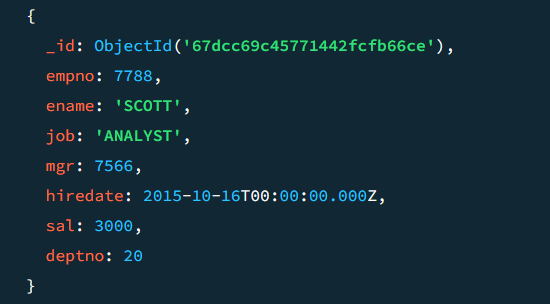 {
_id: ObjectId('67dcc69c45771442fcfb66ce'),
empno: 7788,
ename: 'SCOTT',
job: 'ANALYST',
mgr: 7566,
hiredate: 2015-10-16T00:00:00.000Z,
sal: 3000,
deptno: 20
}